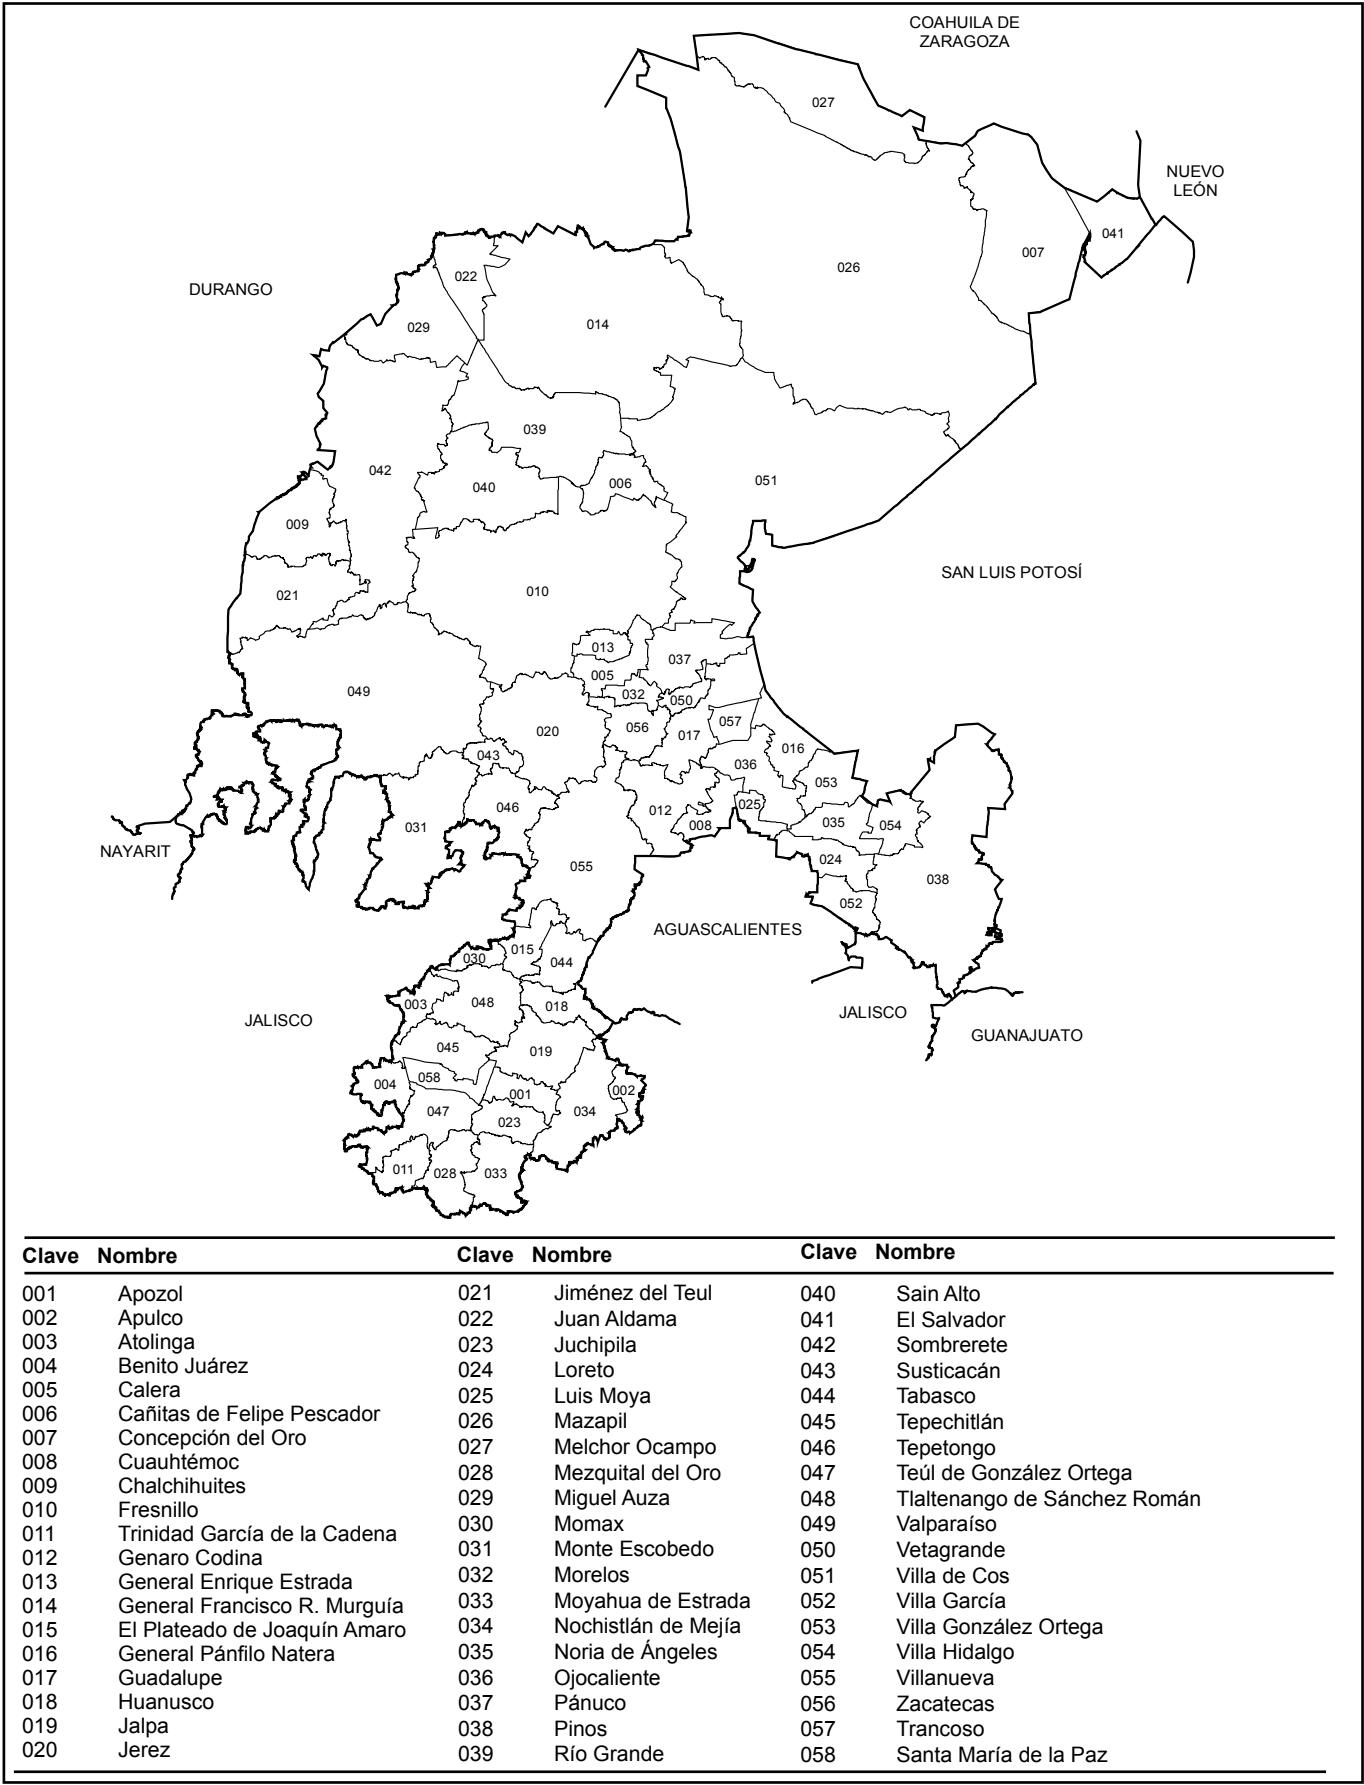 COAHUILA DE
ZARAGOZA
027
NUEVO
LEÓN
041
007
026
022
DURANGO
014
029
039
042
051
006
040
009
SAN LUIS POTOSÍ
010
021
013
037
005
049
032
050
057
056
020
017
016
043
036
053
025
046
012
035
054
008
031
NAYARIT
024
055
038
052
AGUASCALIENTES
015
030
044
003
048
018
JALISCO
JALISCO
GUANAJUATO
045
019
058
004
002
001
047
034
023
011
028
033
Clave Nombre
001 Apozol
002 Apulco
003 Atolinga
004 Benito Juárez
005 Calera
006 Cañitas de Felipe Pescador
007 Concepción del Oro
008 Cuauhtémoc
009 Chalchihuites
010 Fresnillo
011 Trinidad García de la Cadena
012 Genaro Codina
013 General Enrique Estrada
014 General Francisco R. Murguía
015 El Plateado de Joaquín Amaro
016 General Pánfilo Natera
017 Guadalupe
018 Huanusco
019 Jalpa
020 Jerez
Clave Nombre
021 Jiménez del Teul
022 Juan Aldama
023 Juchipila
024 Loreto
025 Luis Moya
026 Mazapil
027 Melchor Ocampo
028 Mezquital del Oro
029 Miguel Auza
030 Momax
031 Monte Escobedo
032 Morelos
033 Moyahua de Estrada
034 Nochistlán de Mejía
035 Noria de Ángeles
036 Ojocaliente
037 Pánuco
038 Pinos
039 Río Grande
Clave Nombre
040 Sain Alto
041 El Salvador
042 Sombrerete
043 Susticacán
044 Tabasco
045 Tepechitlán
046 Tepetongo
047 Teúl de González Ortega
048 Tlaltenango de Sánchez Román
049 Valparaíso
050 Vetagrande
051 Villa de Cos
052 Villa García
053 Villa González Ortega
054 Villa Hidalgo
055 Villanueva
056 Zacatecas
057 Trancoso
058 Santa María de la Paz